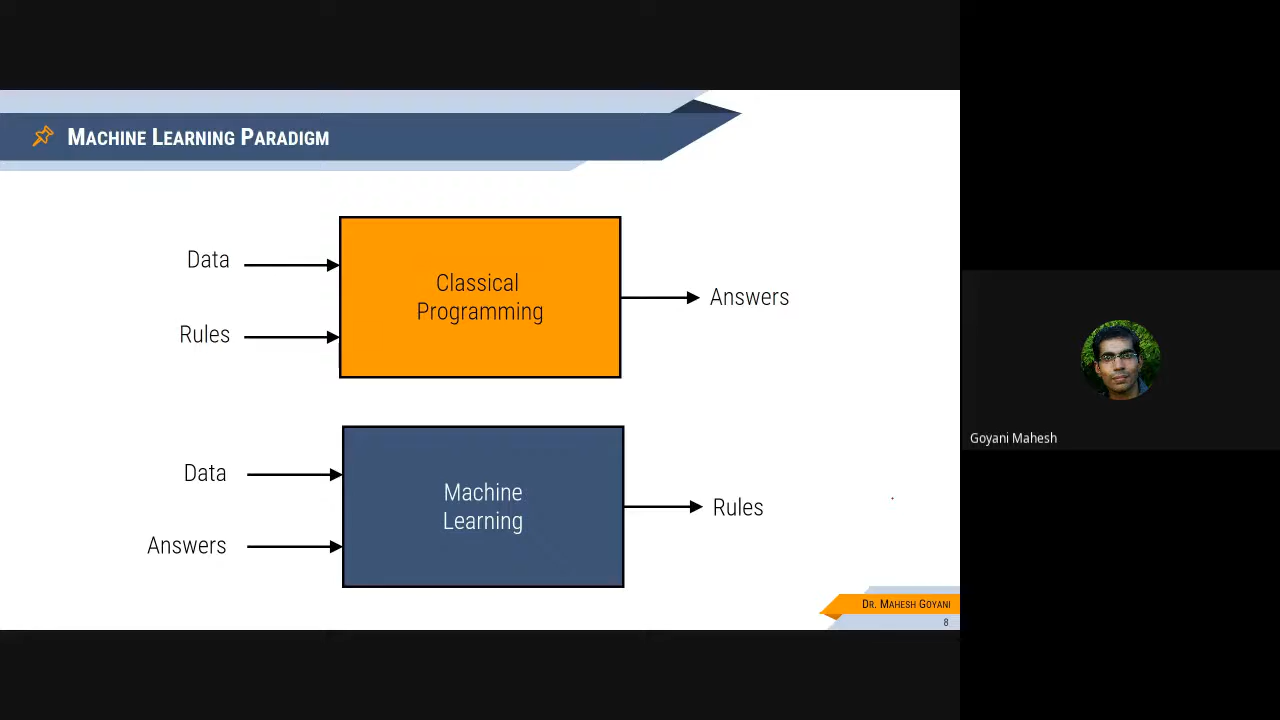 MACHINE LEARNING PARADIGM
Data
Rules
Classical
Programming
Answers
Data
Answers
Machine
Learning
Rules
Goyani Mahesh
DR. MAHESH GOYANI
8